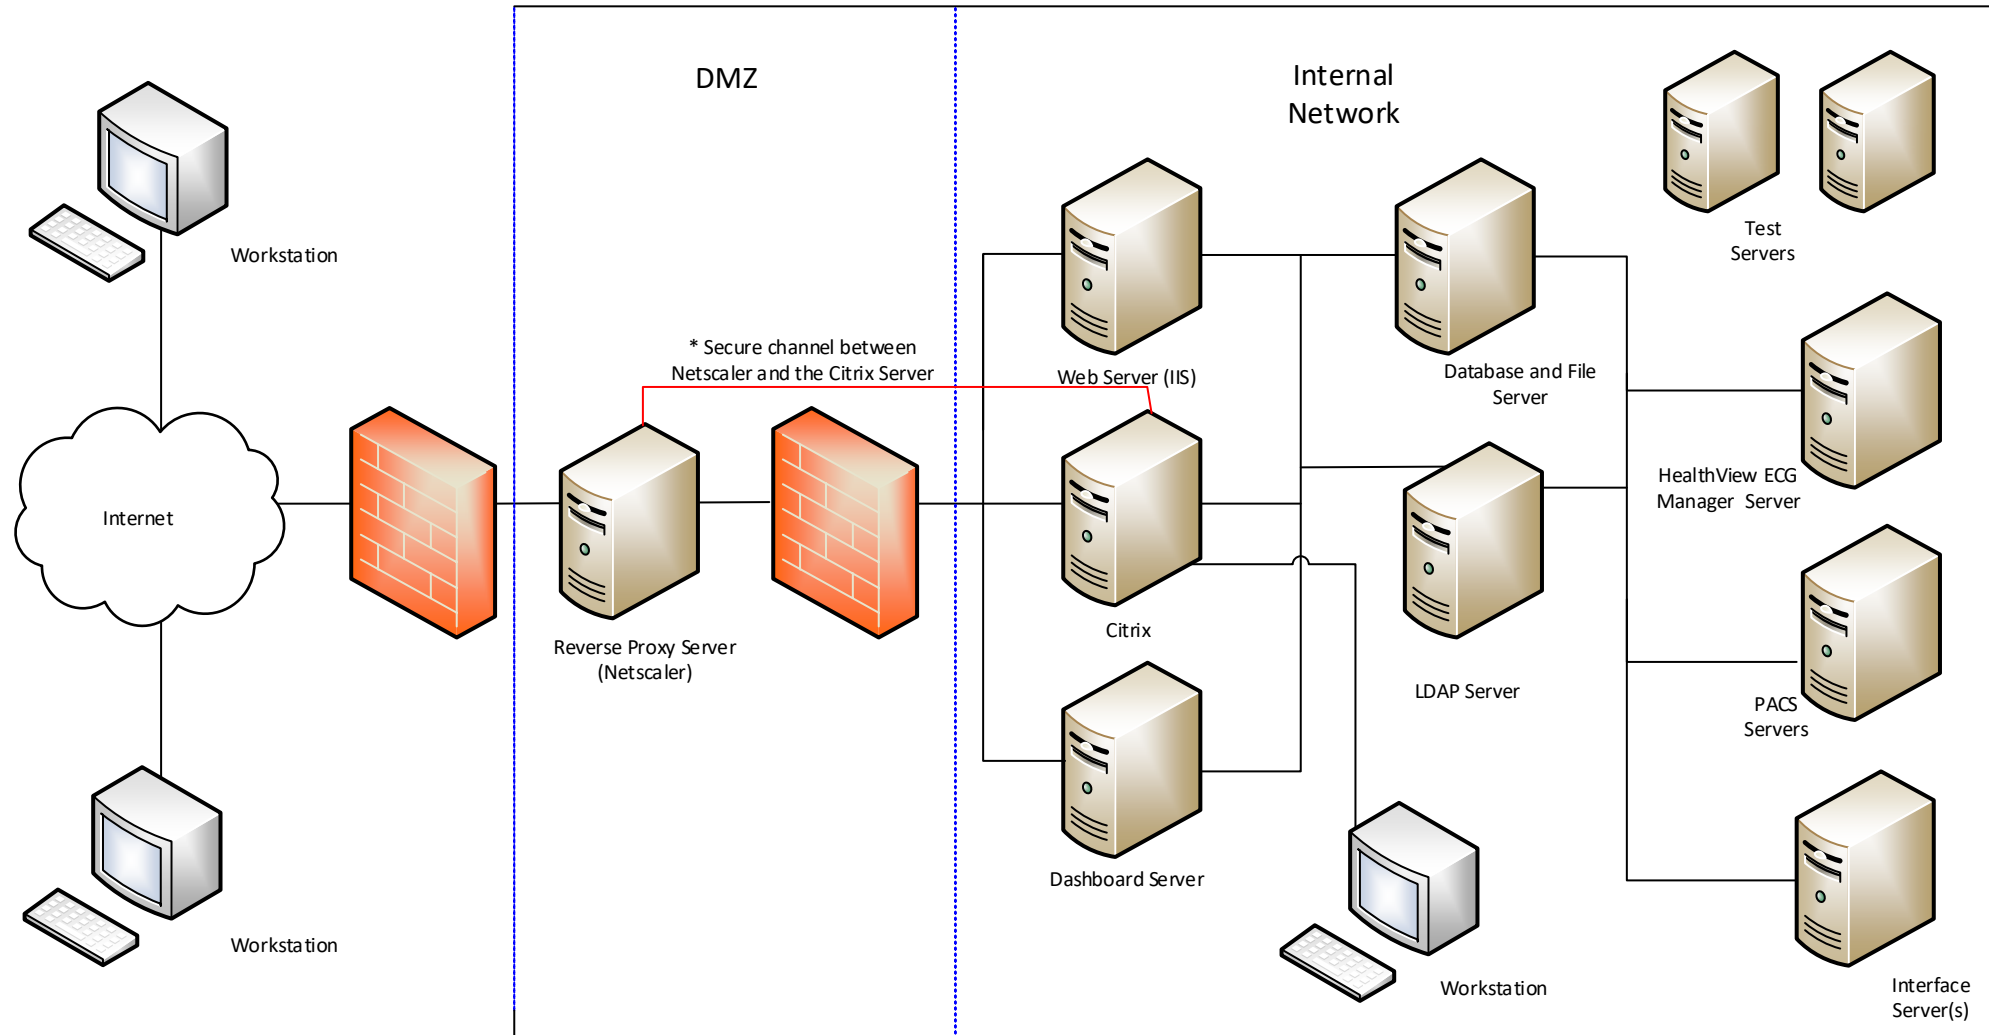 DMZ
Internal
Network
Test
Servers
Workstation
* Secure channel between
Netscaler and the Citrix Server
Web Server (IIS)
Database and File
Server
HealthView ECG
Manager Server
Internet
Reverse Proxy Server
(Netscaler)
Citrix
LDAP Server
PACS
Servers
Dashboard Server
Workstation
Workstation
Interface
Server(s)